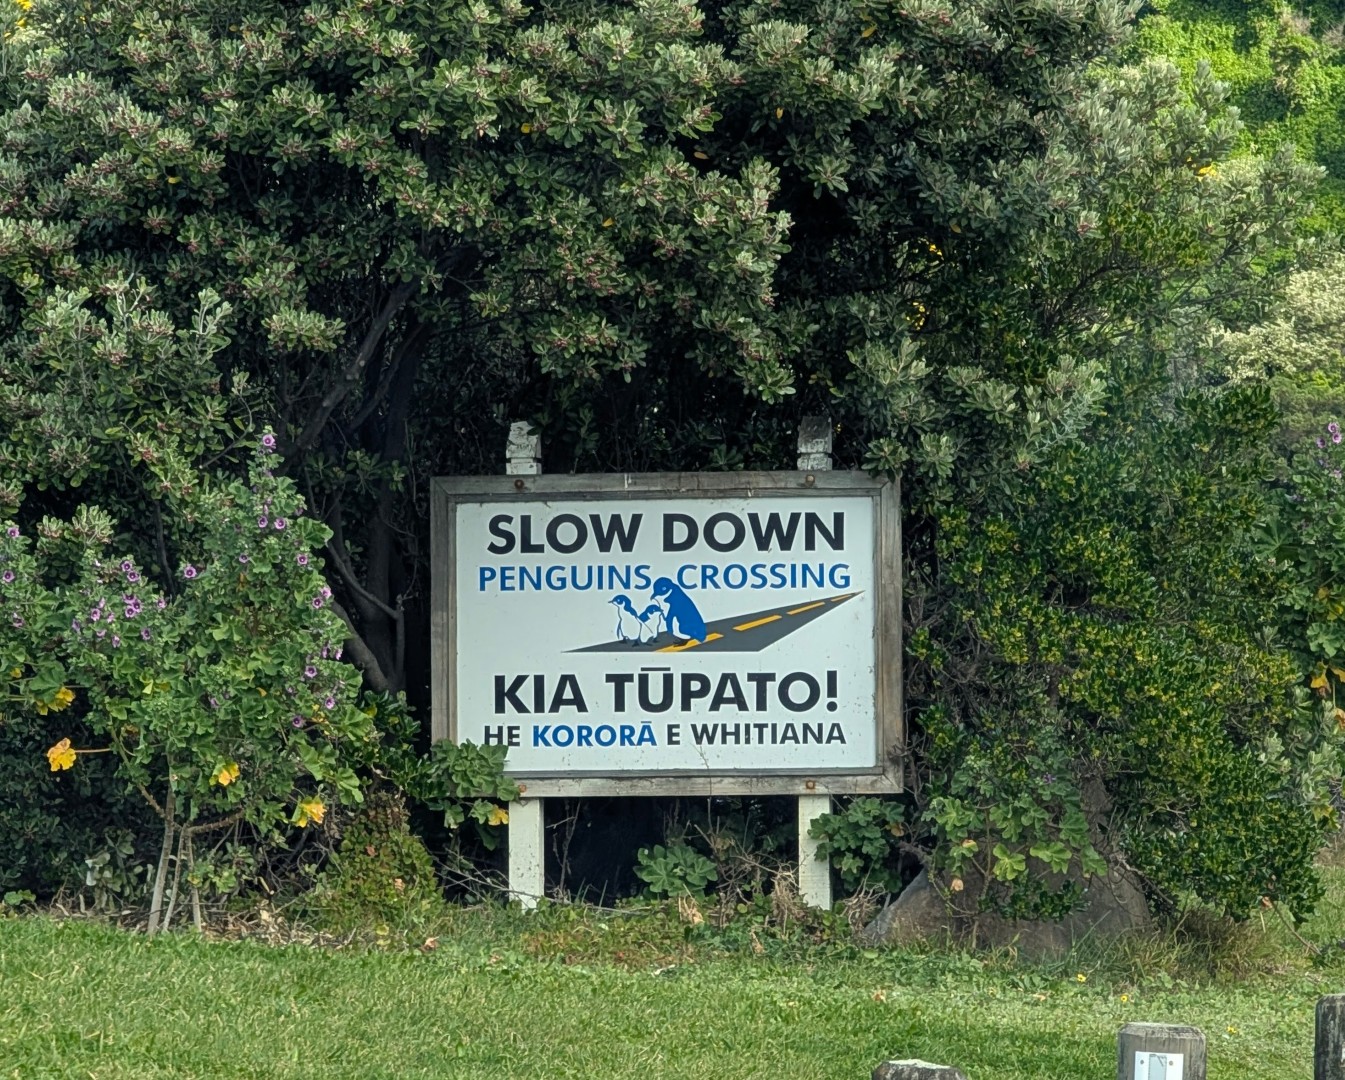 SLOW DOWN
PENGUINS CROSSING
KIA TŪPATO!
HE KORORĀ E WHITIANA